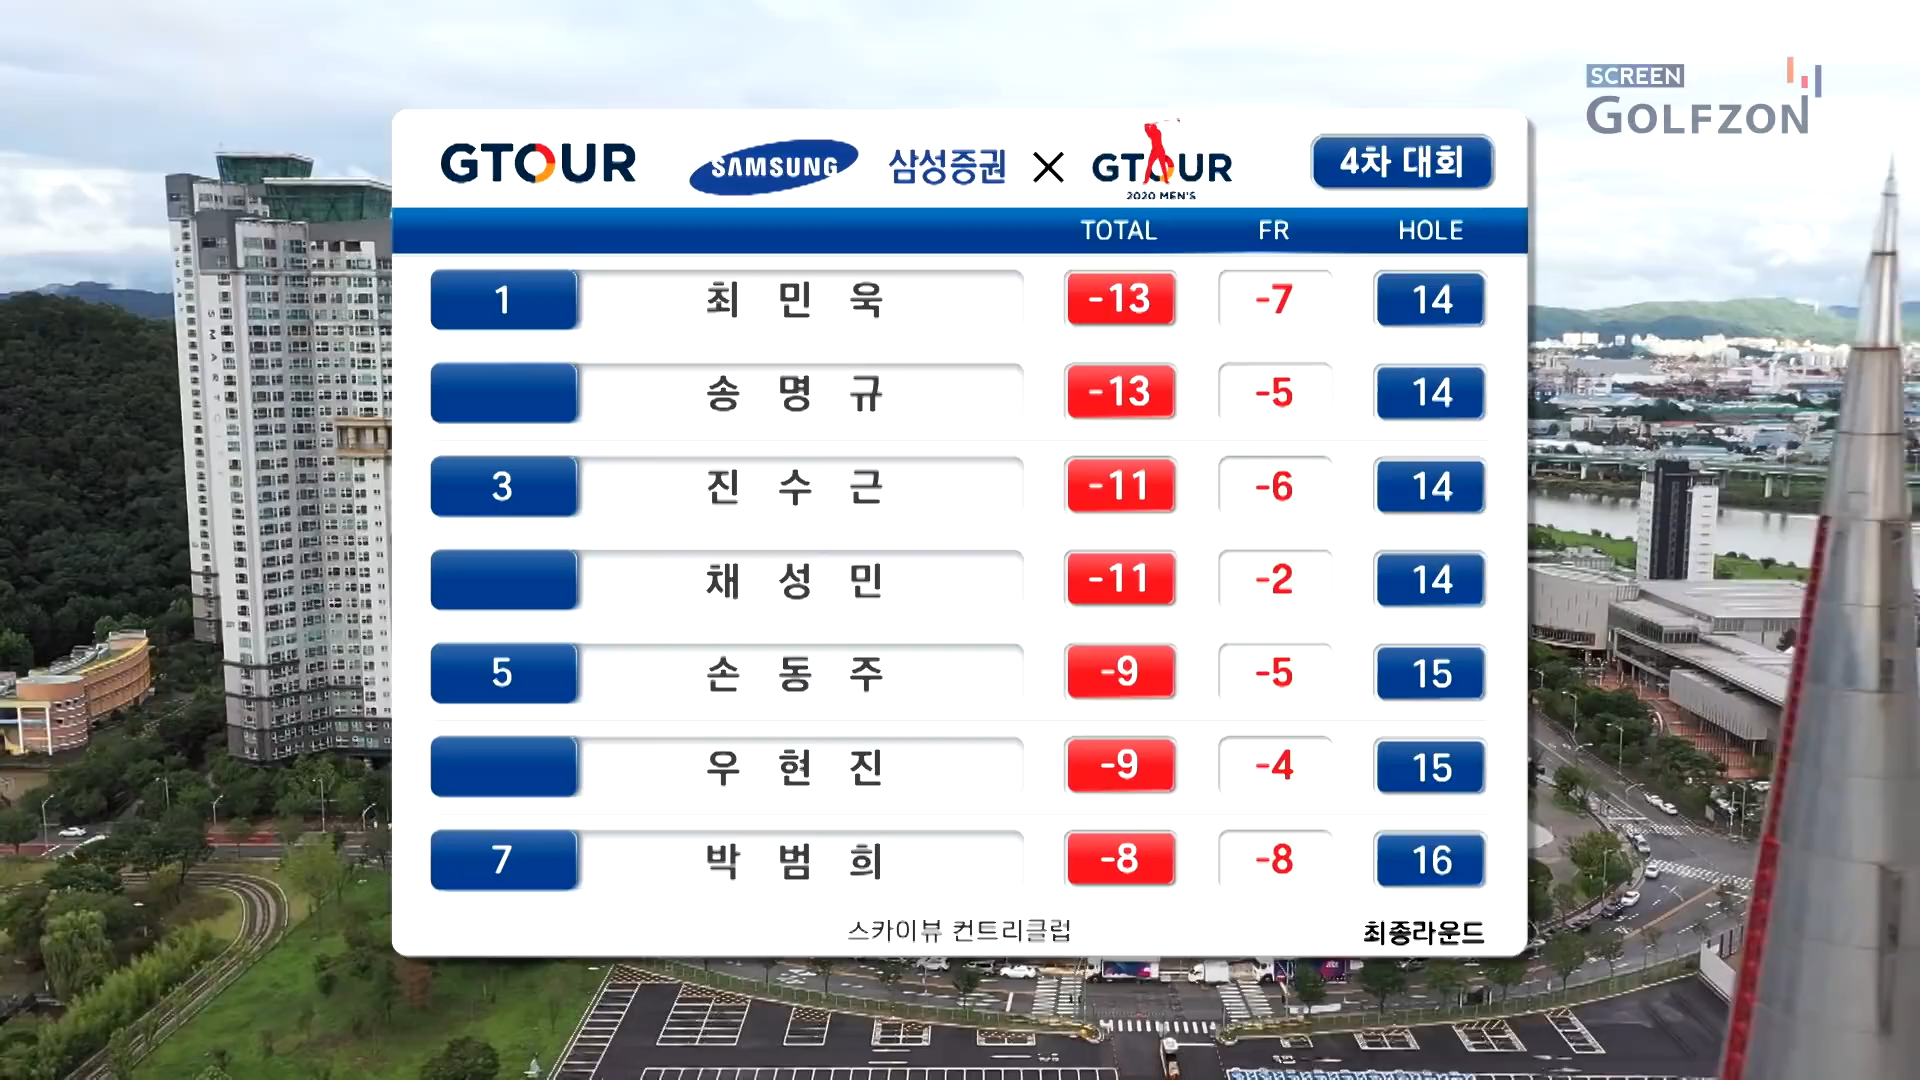 SCREEN
GOLFZON
GTOUR SAMSUNG 삼성증권 X GTOUR 4차 대회
2020 MEN'S
TOTAL FR HOLE
1 최 민 욱 -13 -7 14
송 명 규 -13 -5 14
3 진 수 근 -11 -6 14
채 성 민 -11 -2 14
5 손 동 주 -9 -5 15
우 현 진 -9 -4 15
7 박 범 희 -8 -8 16
스카이뷰 컨트리클럽 최종라운드